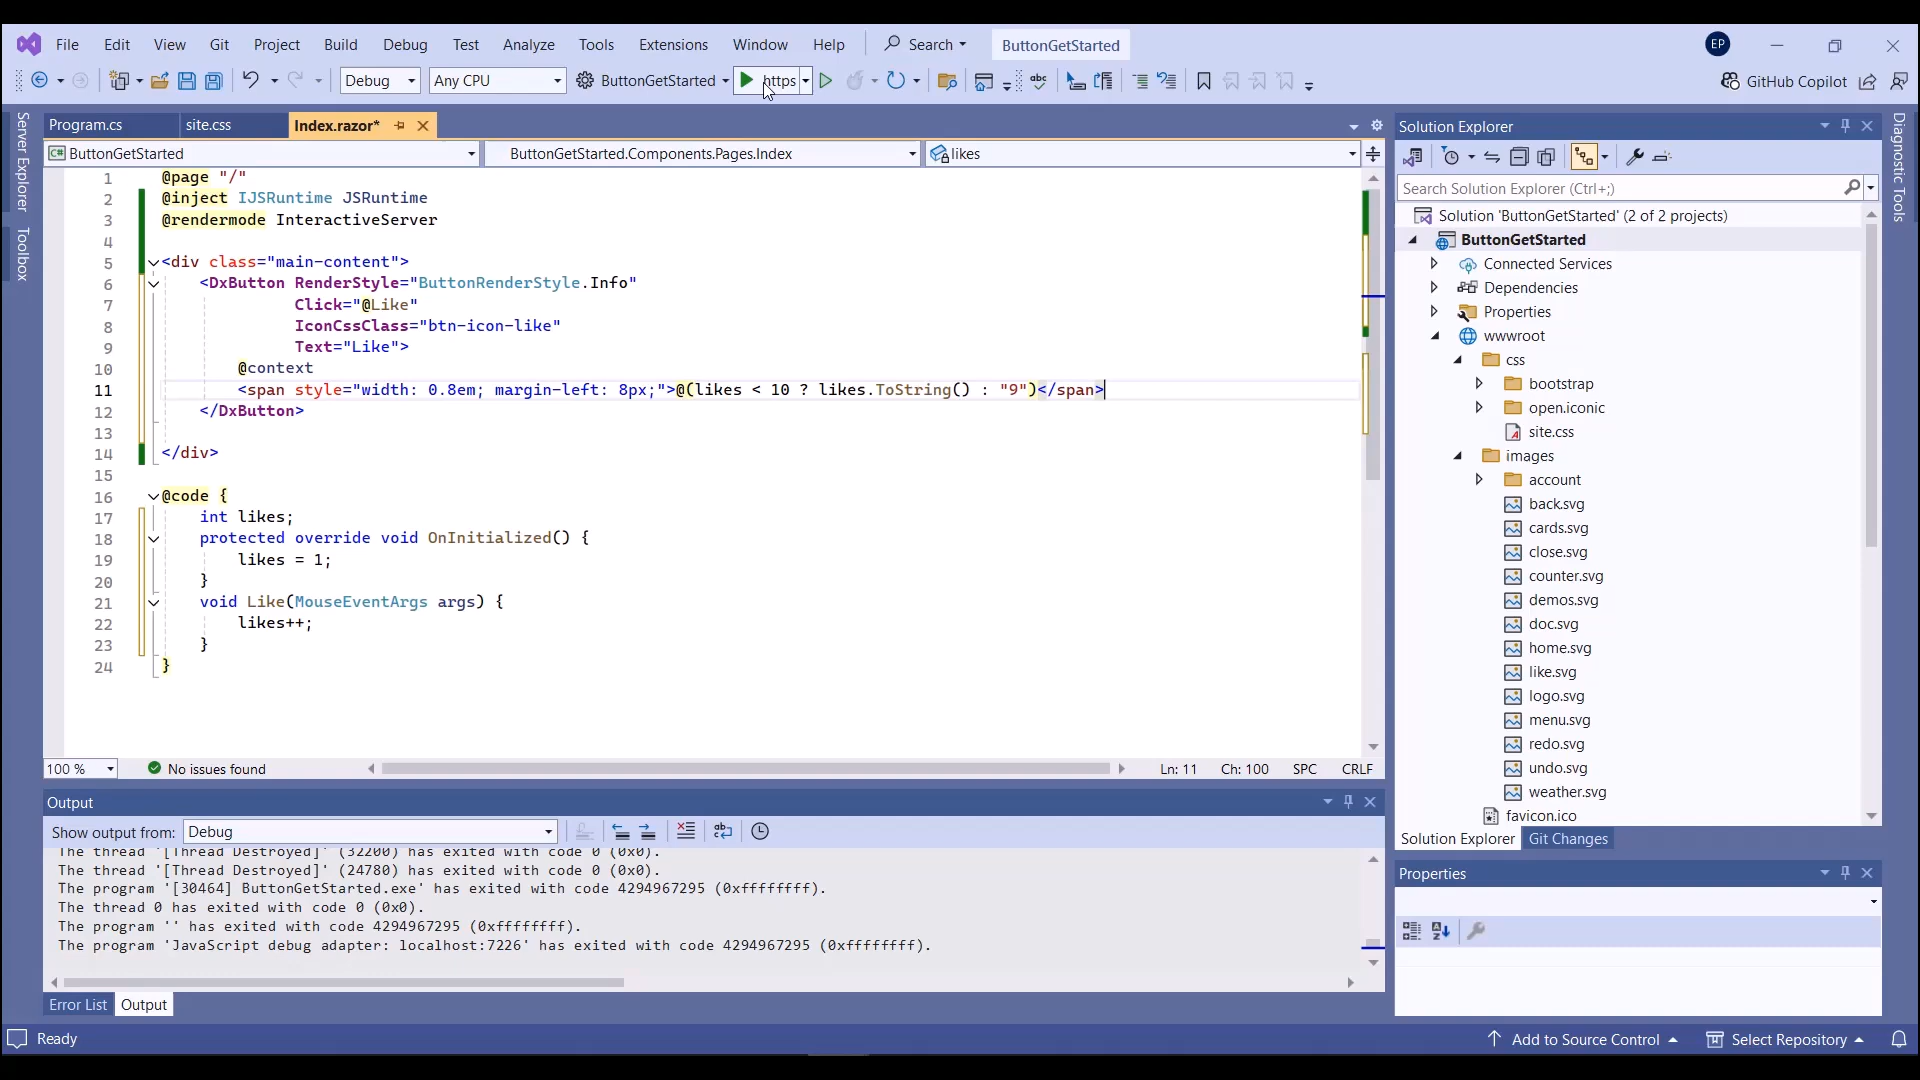 File Edit View Git Project Build Debug Test Analyze Tools Extensions Window Help Search ButtonGetStarted EP
Debug Any CPU ButtonGetStarted https abc GitHub Copilot
Server Explorer
Toolbox
Program.cs site.css Index.razor*
C# ButtonGetStarted ButtonGetStarted.Components.Pages.Index likes
1 @page "/"
2 @inject IJSRuntime JSRuntime
3 @rendermode InteractiveServer
4
5 <div class="main-content">
6 <DxButton RenderStyle="ButtonRenderStyle.Info"
7 Click="@Like"
8 IconCssClass="btn-icon-like"
9 Text="Like">
10 @context
11 <span style="width: 0.8em; margin-left: 8px;">@(likes < 10 ? likes.ToString() : "9")</span>
12 </DxButton>
13
14 </div>
15
16 @code {
17 int likes;
18 protected override void OnInitialized() {
19 likes = 1;
20 }
21 void Like(MouseEventArgs args) {
22 likes++;
23 }
24 }
100 % No issues found Ln: 11 Ch: 100 SPC CRLF
Output
Show output from: Debug
The thread '[Thread Destroyed]' (32200) has exited with code 0 (0x0).
The thread '[Thread Destroyed]' (24780) has exited with code 0 (0x0).
The program '[30464] ButtonGetStarted.exe' has exited with code 4294967295 (0xffffffff).
The thread 0 has exited with code 0 (0x0).
The program '' has exited with code 4294967295 (0xffffffff).
The program 'JavaScript debug adapter: localhost:7226' has exited with code 4294967295 (0xffffffff).
Error List Output
Solution Explorer
Search Solution Explorer (Ctrl+;)
Solution 'ButtonGetStarted' (2 of 2 projects)
ButtonGetStarted
Connected Services
Dependencies
Properties
wwwroot
css
bootstrap
open.iconic
site.css
images
account
back.svg
cards.svg
close.svg
counter.svg
demos.svg
doc.svg
home.svg
like.svg
logo.svg
menu.svg
redo.svg
undo.svg
weather.svg
favicon.ico
Solution Explorer Git Changes
Properties
Diagnostic Tools
Ready Add to Source Control Select Repository